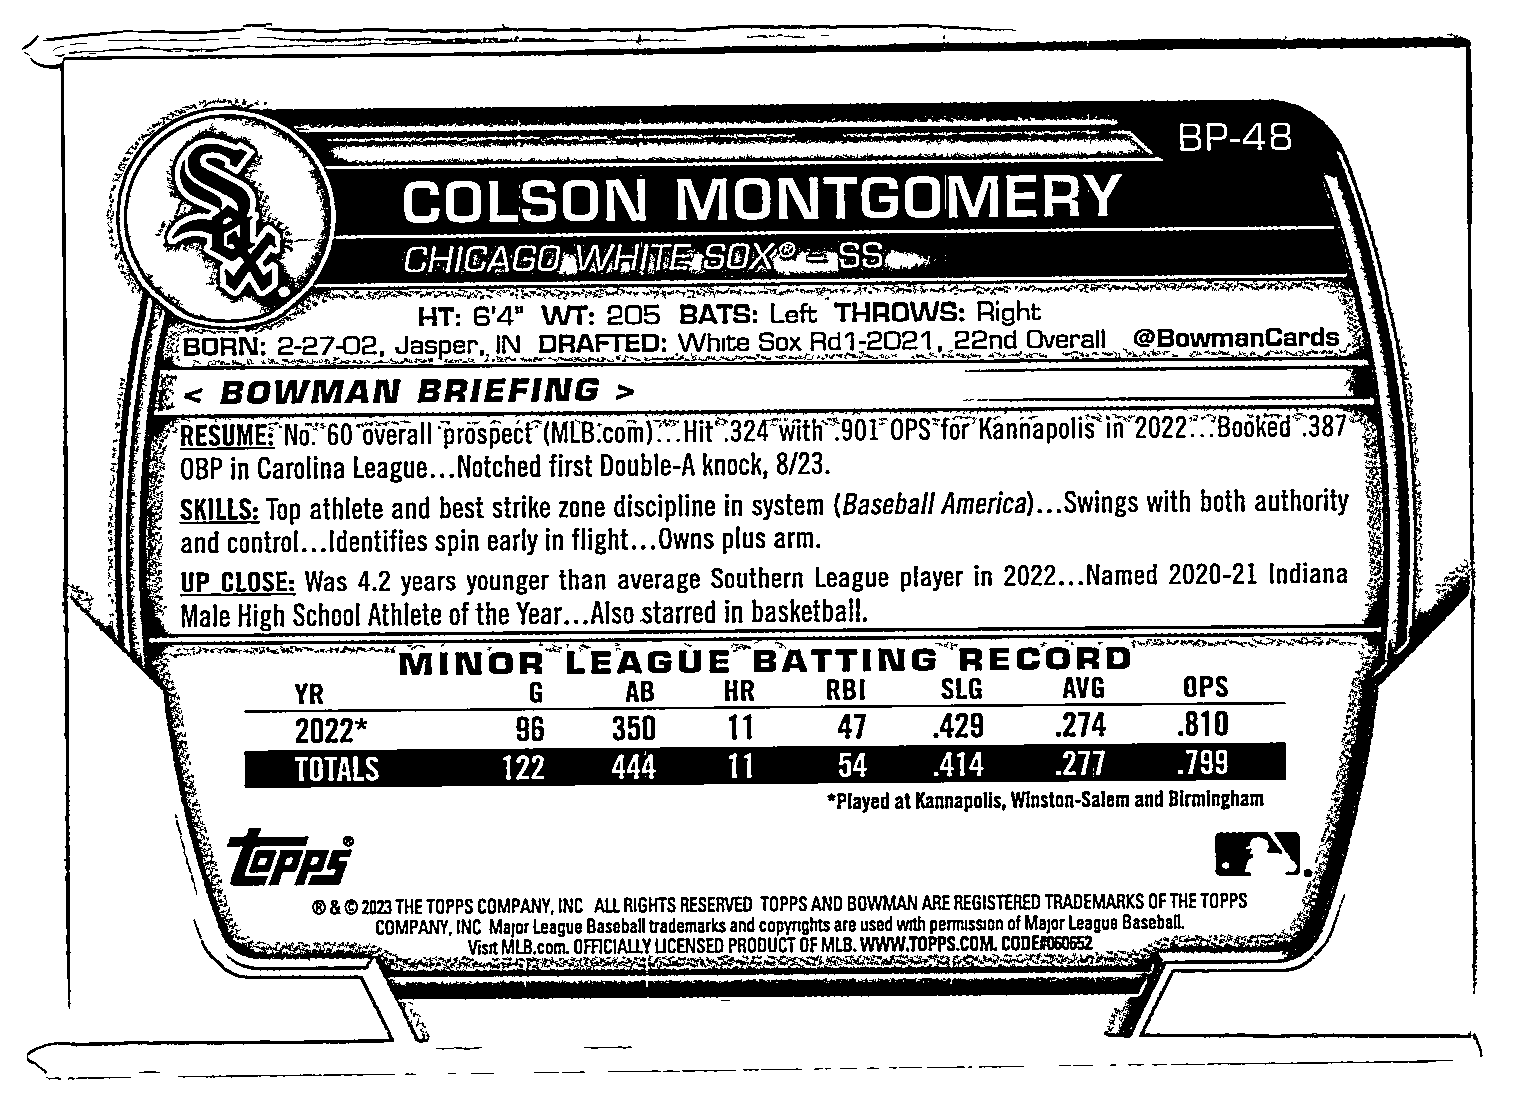 BP-48
COLSON MONTGOMERY
CHICAGO WHITE SOX® – SS
HT: 6'4" WT: 205 BATS: Left THROWS: Right
BORN: 2-27-02, Jasper, IN DRAFTED: White Sox Rd1-2021, 22nd Overall @BowmanCards
< BOWMAN BRIEFING >
RESUME: No. 60 overall prospect (MLB.com)...Hit .324 with .901 OPS for Kannapolis in 2022...Booked .387
OBP in Carolina League...Notched first Double-A knock, 8/23.
SKILLS: Top athlete and best strike zone discipline in system (Baseball America)...Swings with both authority
and control...Identifies spin early in flight...Owns plus arm.
UP CLOSE: Was 4.2 years younger than average Southern League player in 2022...Named 2020-21 Indiana
Male High School Athlete of the Year...Also starred in basketball.
MINOR LEAGUE BATTING RECORD
YR G AB HR RBI SLG AVG OPS
2022* 96 350 11 47 .429 .274 .810
TOTALS 122 444 11 54 .414 .277 .799
*Played at Kannapolis, Winston-Salem and Birmingham
Topps®
® & © 2023 THE TOPPS COMPANY, INC ALL RIGHTS RESERVED TOPPS AND BOWMAN ARE REGISTERED TRADEMARKS OF THE TOPPS
COMPANY, INC Major League Baseball trademarks and copyrights are used with permission of Major League Baseball.
Visit MLB.com. OFFICIALLY LICENSED PRODUCT OF MLB. WWW.TOPPS.COM. CODE#060652